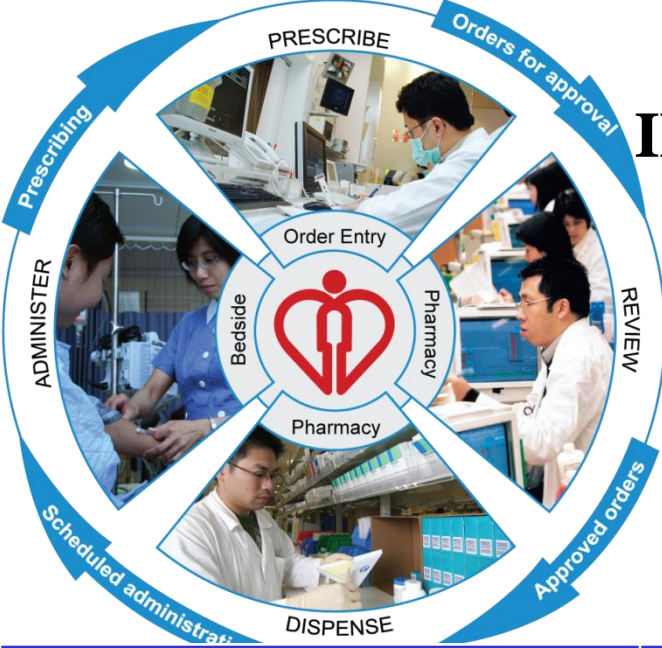 PRESCRIBE
Orders for approval
Prescribing
Order Entry
ADMINISTER
Bedside
Pharmacy
REVIEW
Pharmacy
Approved orders
DISPENSE